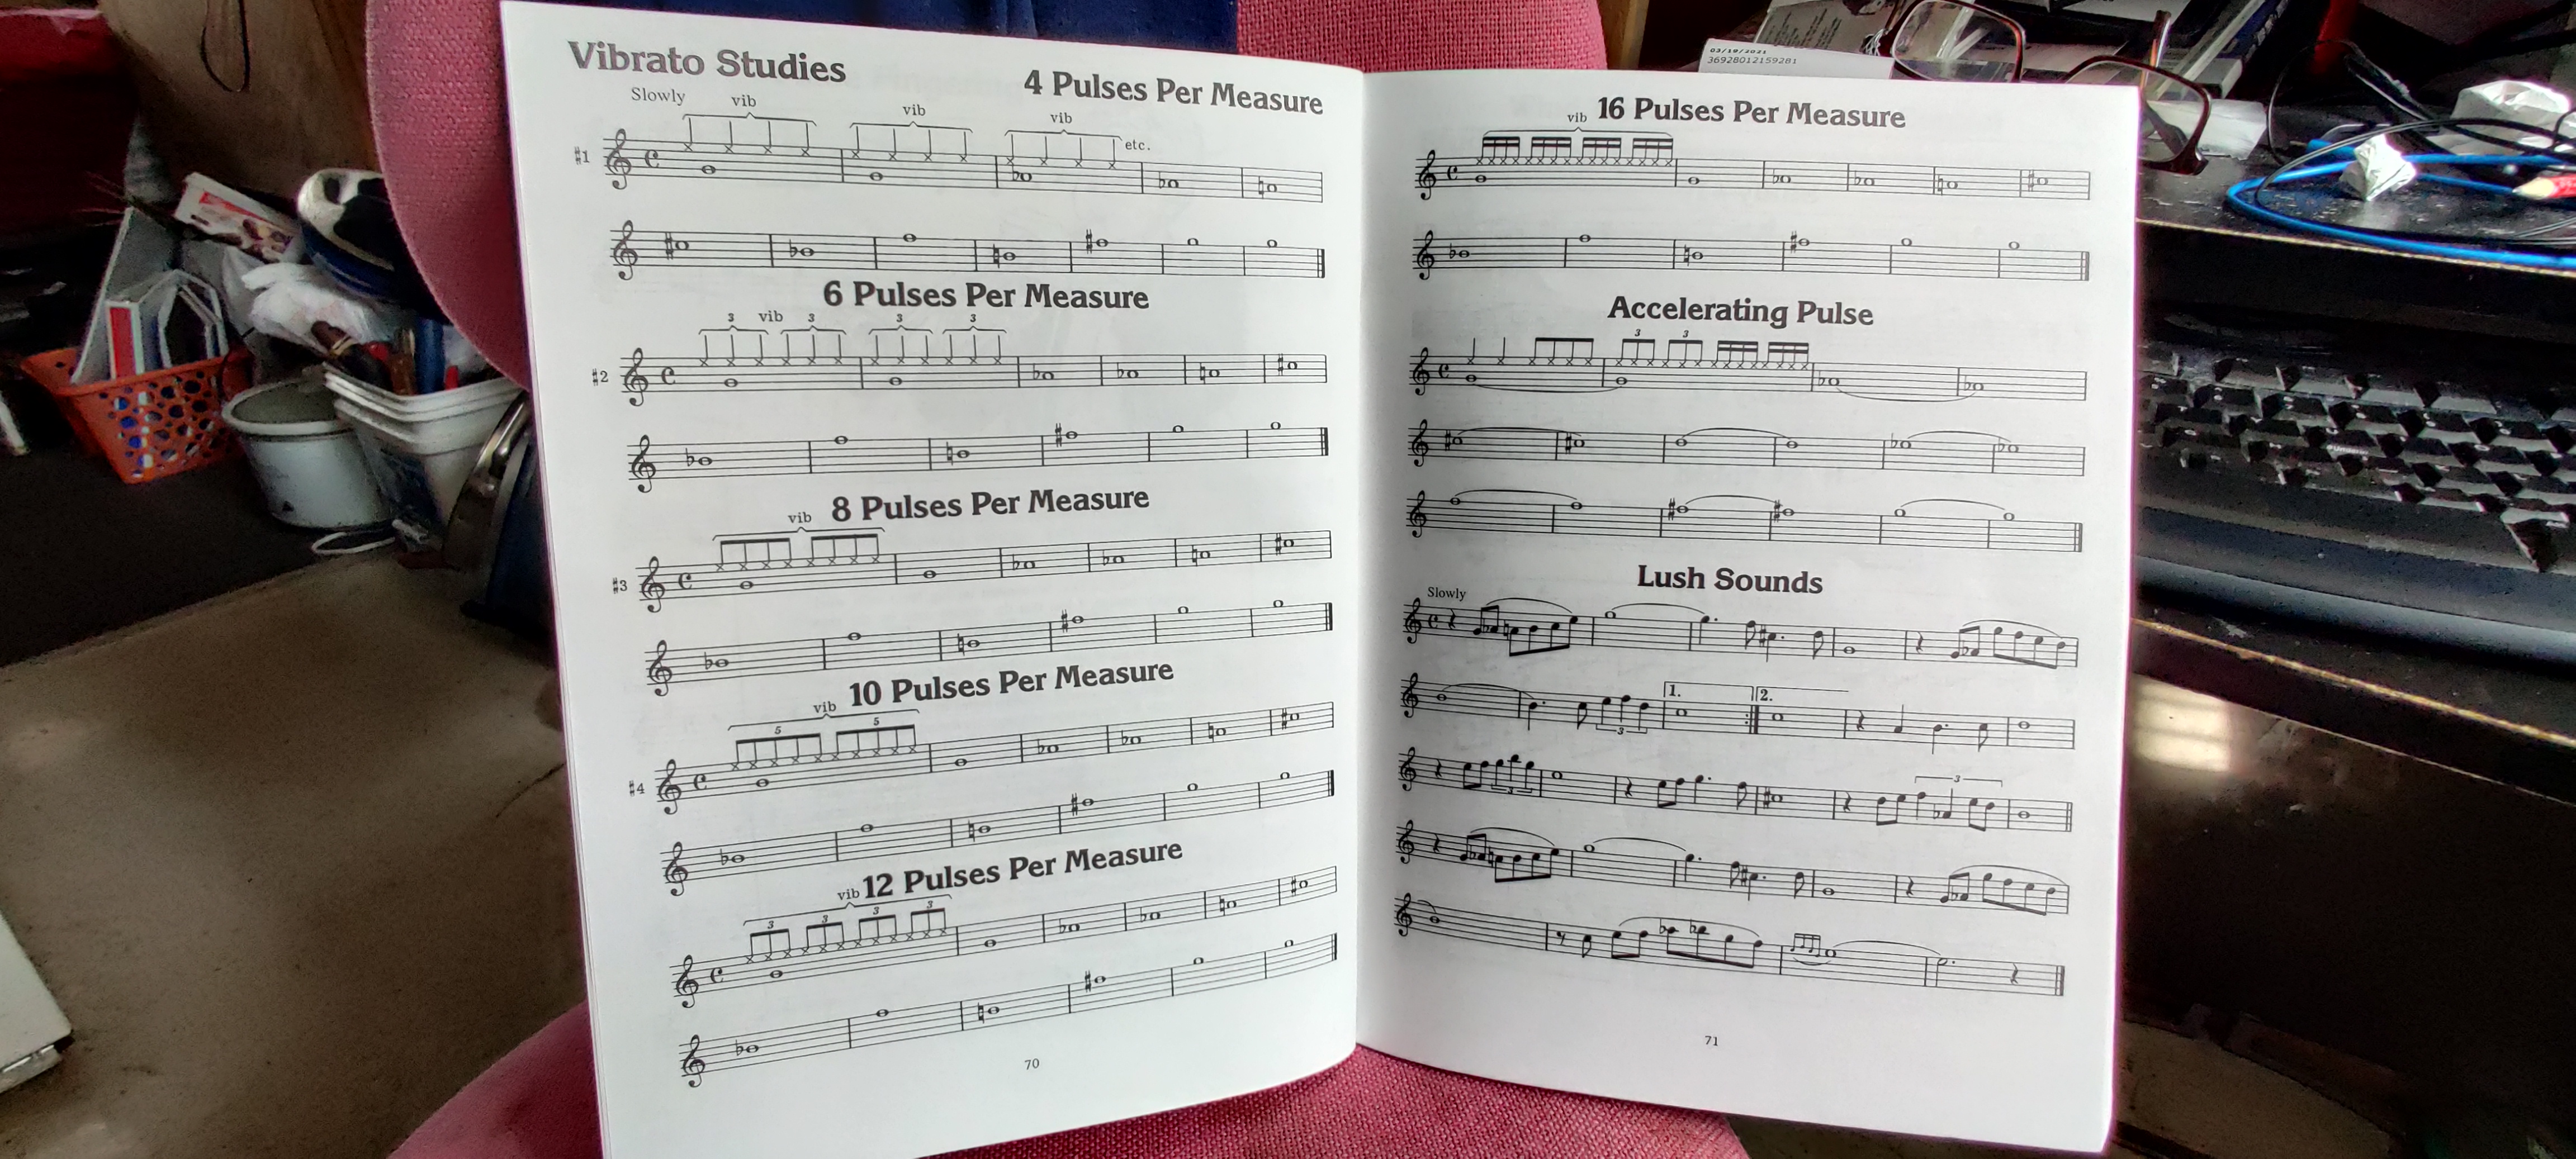 Vibrato Studies
4 Pulses Per Measure
Slowly
vib vib vib etc.
#1
6 Pulses Per Measure
3 vib 3 3 3
#2
8 Pulses Per Measure
vib
#3
10 Pulses Per Measure
vib
5 5
#4
12 Pulses Per Measure
vib
3 3 3 3
70
03/19/2021
36928012159281
16 Pulses Per Measure
vib
Accelerating Pulse
3 3
Lush Sounds
Slowly
1. 2.
3
3 3
71